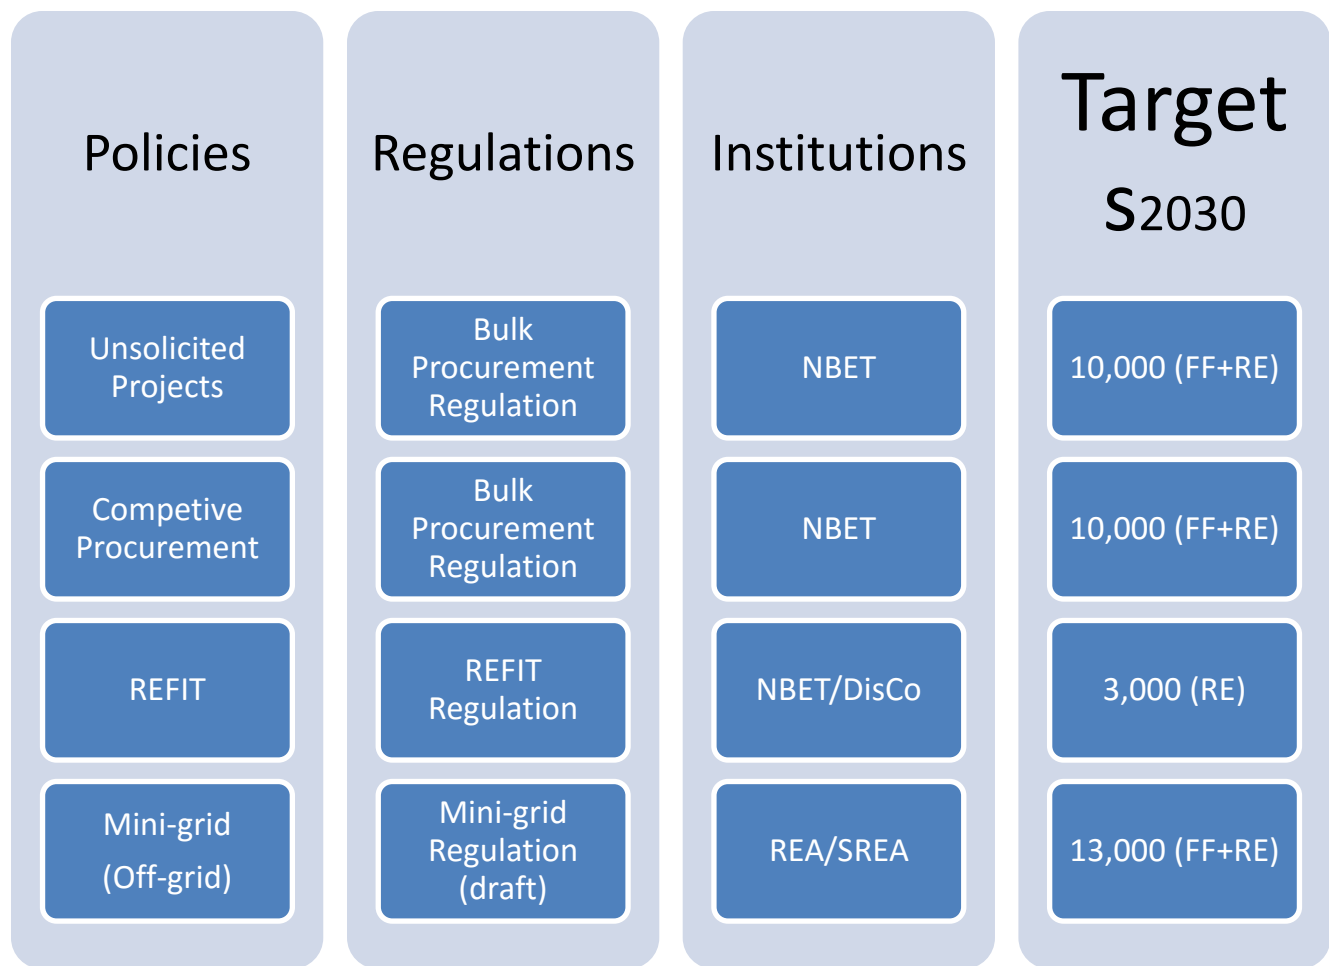 Policies
Unsolicited
Projects
Competive
Procurement
REFIT
Mini-grid
(Off-grid)
Regulations
Bulk
Procurement
Regulation
Bulk
Procurement
Regulation
REFIT
Regulation
Mini-grid
Regulation
(draft)
Institutions
NBET
NBET
NBET/DisCo
REA/SREA
Target
s2030
10,000 (FF+RE)
10,000 (FF+RE)
3,000 (RE)
13,000 (FF+RE)